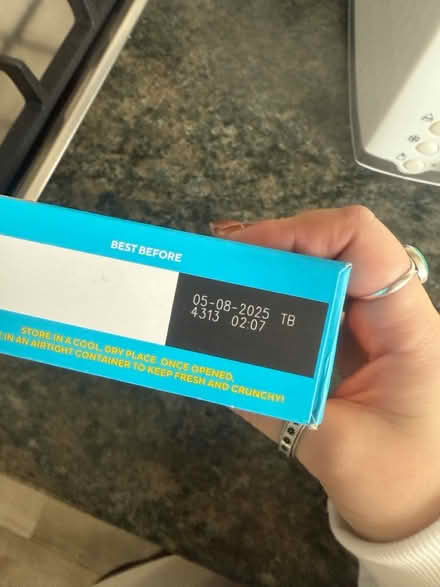 BEST BEFORE
05-08-2025 TB
4313 02:07
STORE IN A COOL, DRY PLACE. ONCE OPENED,
IN AN AIRTIGHT CONTAINER TO KEEP FRESH AND CRUNCHY!